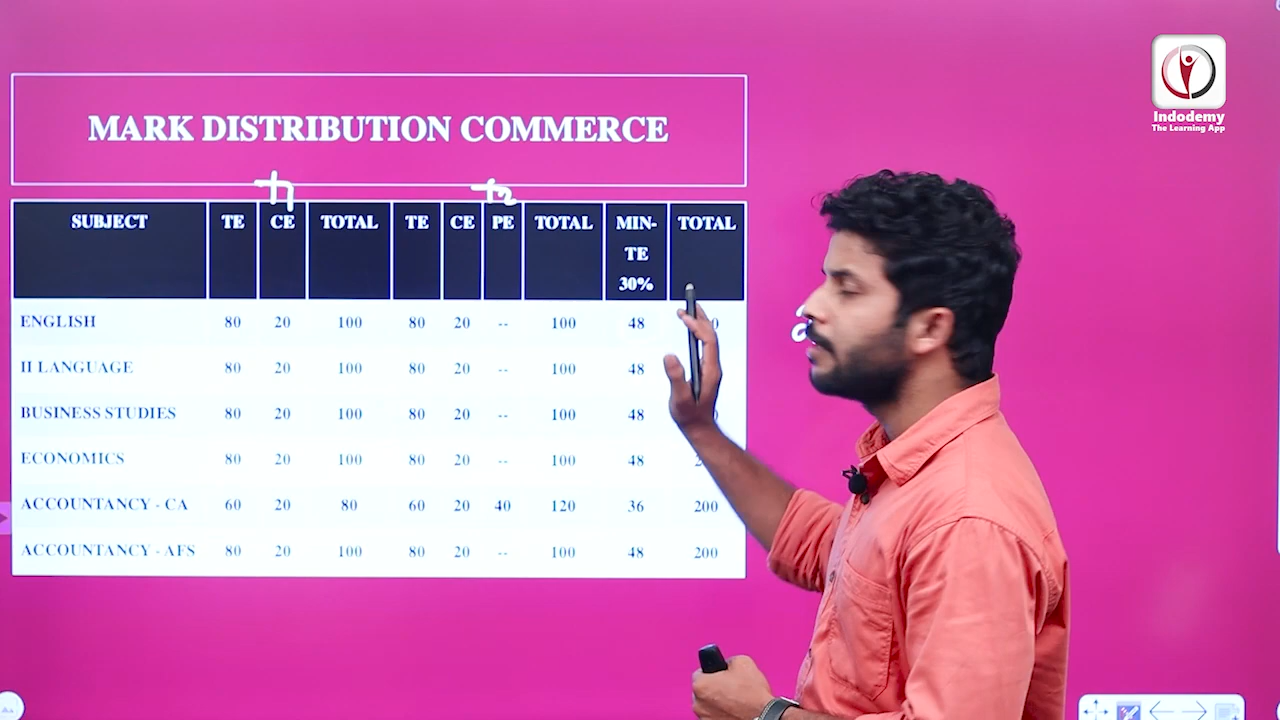 Indodemy
The Learning App
MARK DISTRIBUTION COMMERCE
+1 +2
SUBJECT TE CE TOTAL TE CE PE TOTAL MIN-TE 30% TOTAL
ENGLISH 80 20 100 80 20 -- 100 48
II LANGUAGE 80 20 100 80 20 -- 100 48
BUSINESS STUDIES 80 20 100 80 20 -- 100 48
ECONOMICS 80 20 100 80 20 -- 100 48
ACCOUNTANCY - CA 60 20 80 60 20 40 120 36 200
ACCOUNTANCY - AFS 80 20 100 80 20 -- 100 48 200